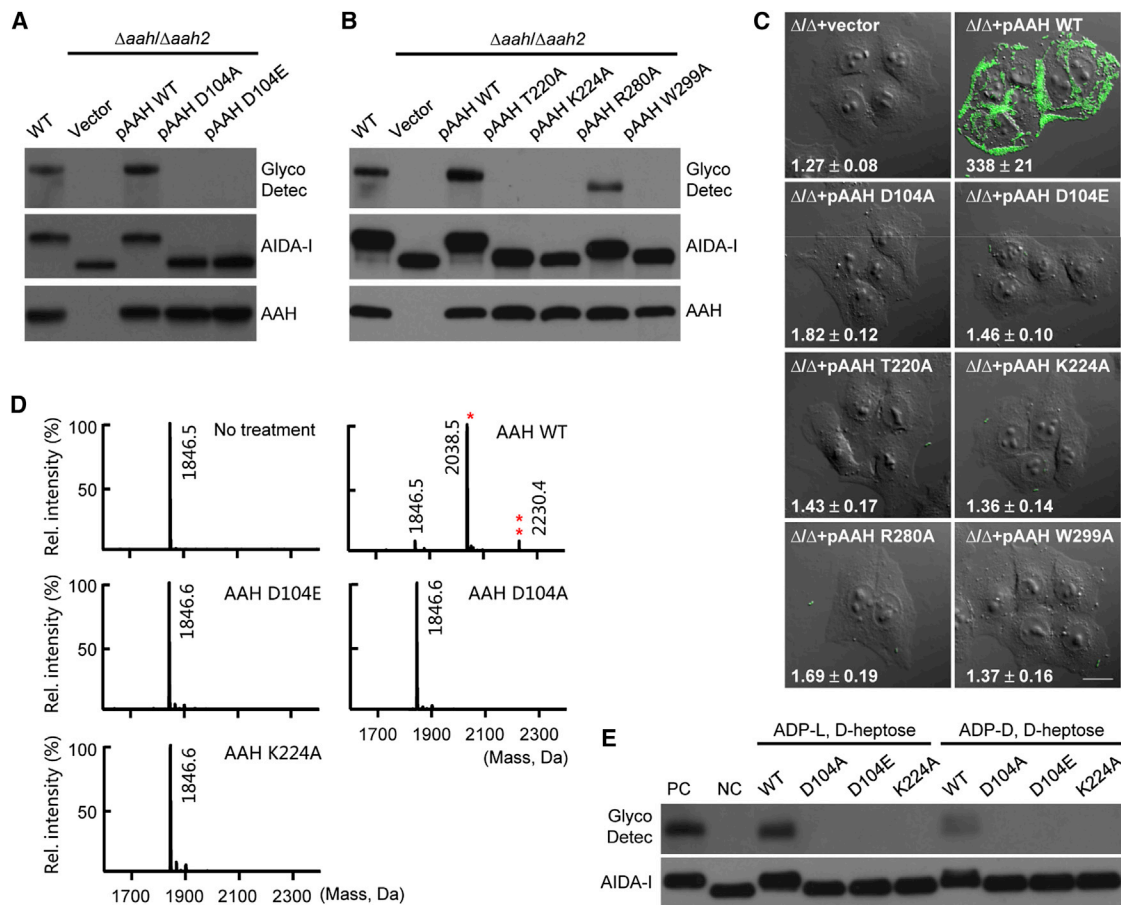 A
Δaah/Δaah2
WT
Vector
pAAH WT
pAAH D104A
pAAH D104E
Glyco
Detec
AIDA-I
AAH
B
Δaah/Δaah2
WT
Vector
pAAH WT
pAAH T220A
pAAH K224A
pAAH R280A
pAAH W299A
Glyco
Detec
AIDA-I
AAH
C
Δ/Δ+vector
1.27 ± 0.08
Δ/Δ+pAAH WT
338 ± 21
Δ/Δ+pAAH D104A
1.82 ± 0.12
Δ/Δ+pAAH D104E
1.46 ± 0.10
Δ/Δ+pAAH T220A
1.43 ± 0.17
Δ/Δ+pAAH K224A
1.36 ± 0.14
Δ/Δ+pAAH R280A
1.69 ± 0.19
Δ/Δ+pAAH W299A
1.37 ± 0.16
D
Rel. intensity (%)
100
50
1846.5
No treatment
1846.5
2038.5
*
* *
2230.4
AAH WT
Rel. intensity (%)
100
50
1846.6
AAH D104E
1846.6
AAH D104A
1700 1900 2100 2300
(Mass, Da)
Rel. intensity (%)
100
50
1846.6
AAH K224A
1700 1900 2100 2300 (Mass, Da)
E
ADP-L, D-heptose
ADP-D, D-heptose
PC
NC
WT
D104A
D104E
K224A
WT
D104A
D104E
K224A
Glyco
Detec
AIDA-I